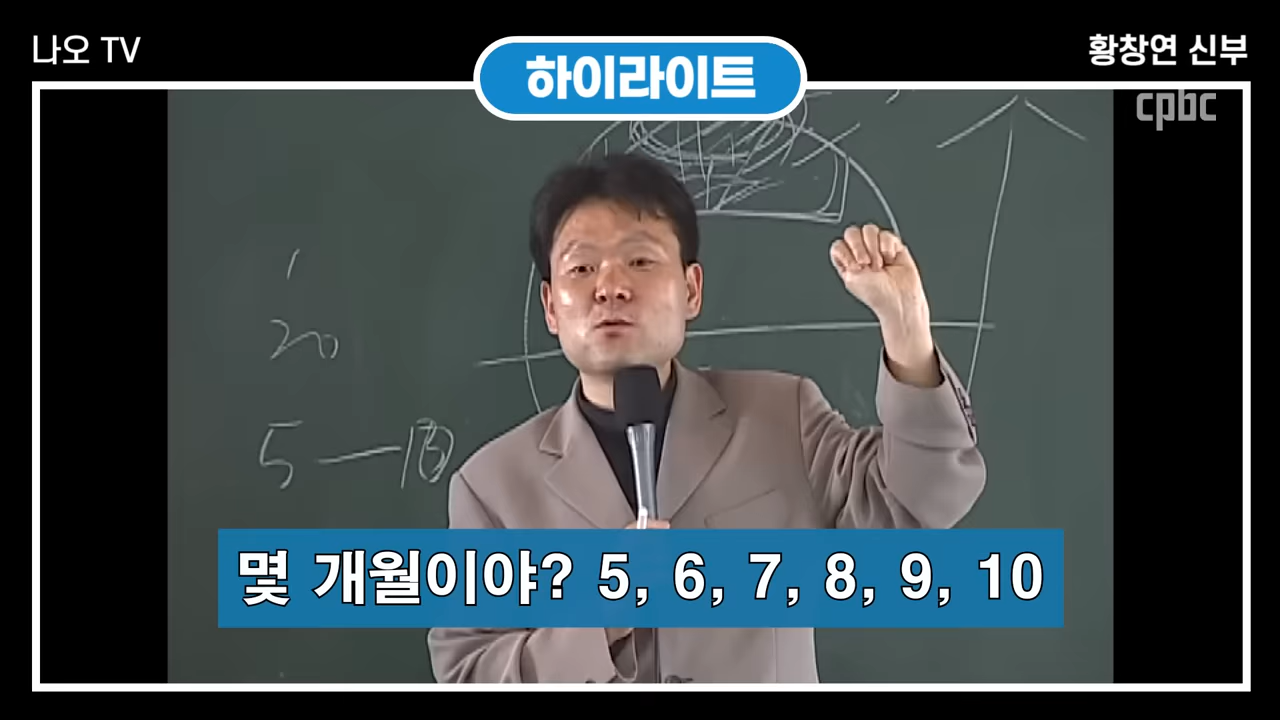 나오 TV
하이라이트
황창연 신부
cpbc
1
20
5 — 10
몇 개월이야? 5, 6, 7, 8, 9, 10